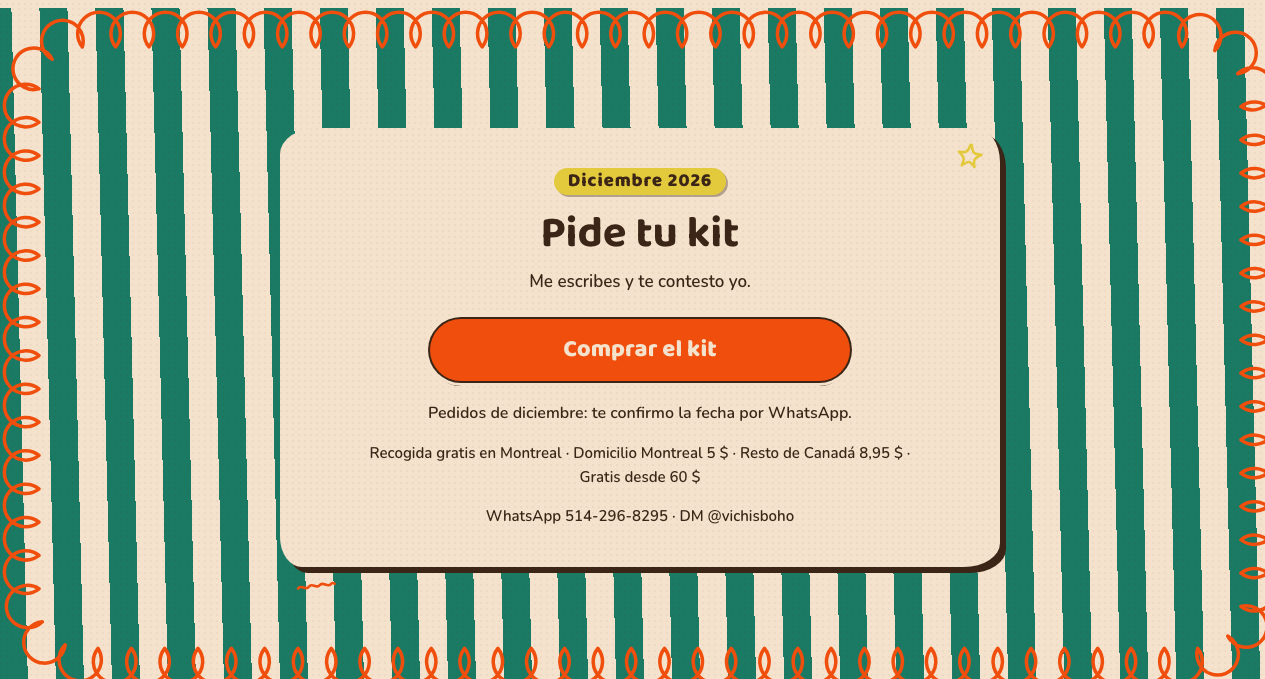 Diciembre 2026
Pide tu kit
Me escribes y te contesto yo.
Comprar el kit
Pedidos de diciembre: te confirmo la fecha por WhatsApp.
Recogida gratis en Montreal · Domicilio Montreal 5 $ · Resto de Canadá 8,95 $ ·
Gratis desde 60 $
WhatsApp 514-296-8295 · DM @vichisboho